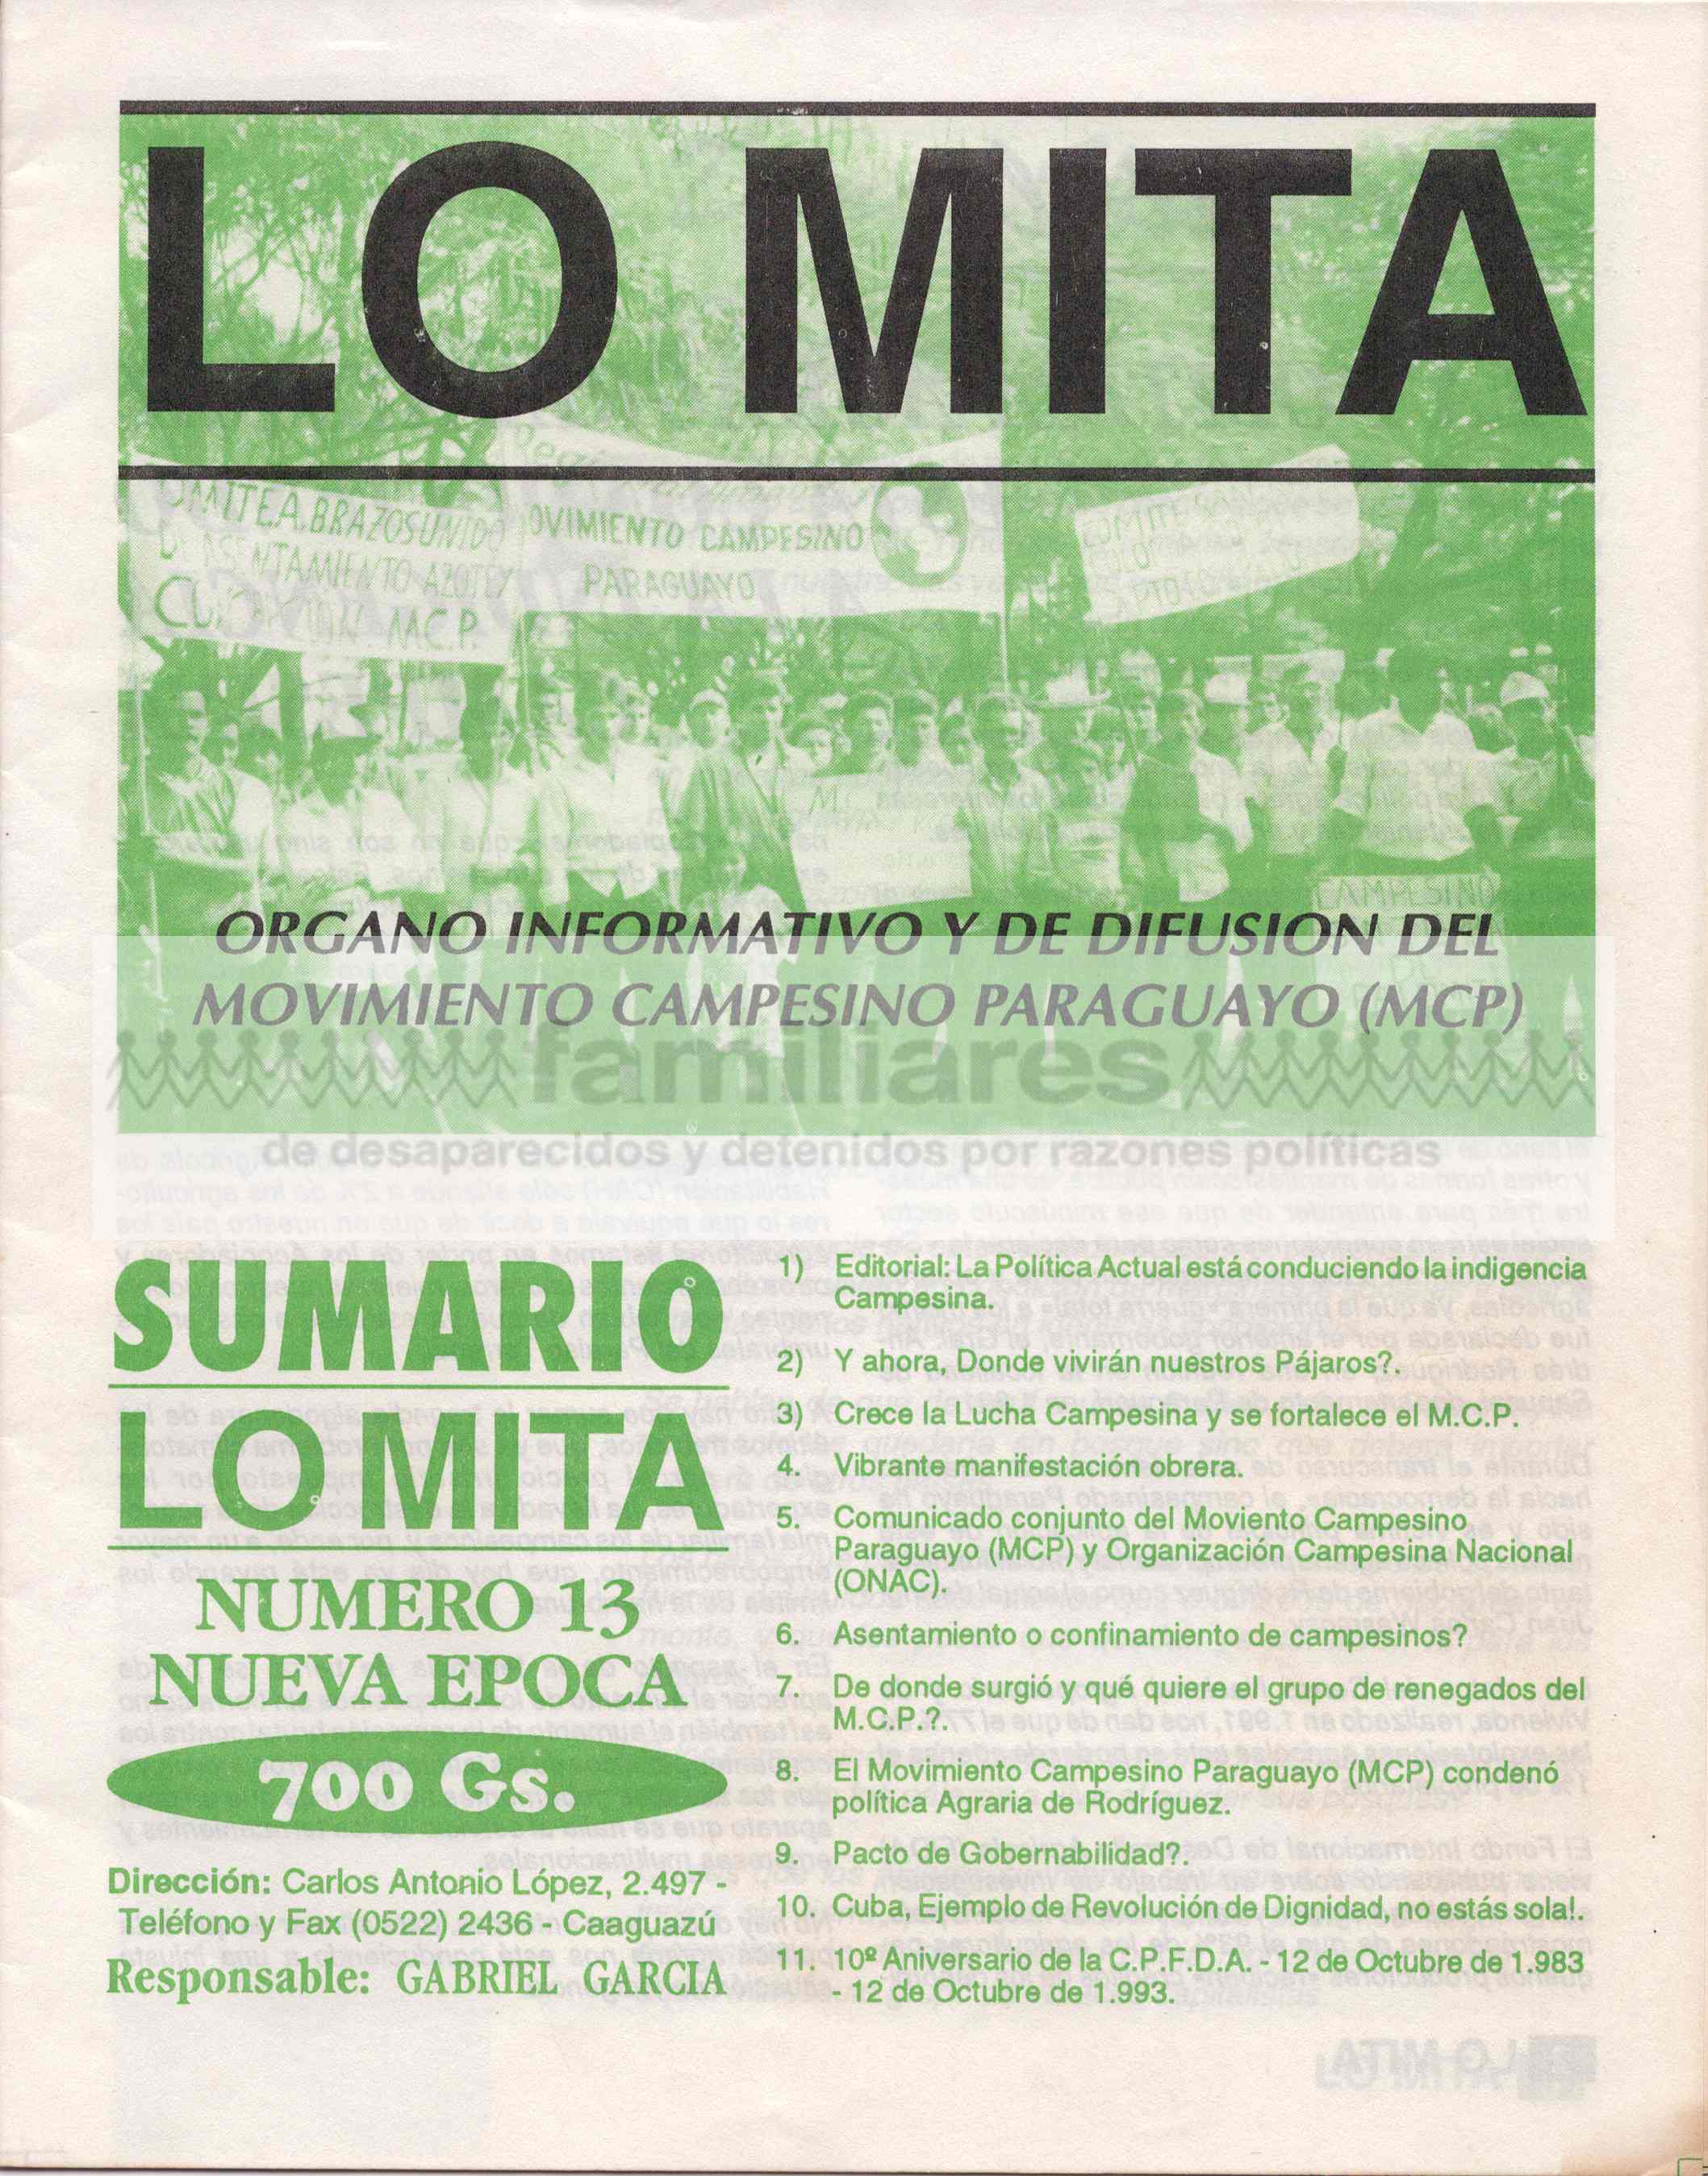 LO MITA
COMITE A. BRAZOS UNIDO
DE ASENTAMIENTO AZOTEY
M.C.P.
MOVIMIENTO CAMPESINO
PARAGUAYO
CAMPESINO
ORGANO INFORMATIVO Y DE DIFUSION DEL
MOVIMIENTO CAMPESINO PARAGUAYO (MCP)
familiares
de desaparecidos y detenidos por razones políticas
SUMARIO
LO MITA
NUMERO 13
NUEVA EPOCA
700 Gs.
Dirección: Carlos Antonio López, 2.497 -
Teléfono y Fax (0522) 2436 - Caaguazú
Responsable: GABRIEL GARCIA
1) Editorial: La Política Actual está conduciendo la indigencia
Campesina.
2) Y ahora, Donde vivirán nuestros Pájaros?.
3) Crece la Lucha Campesina y se fortalece el M.C.P.
4. Vibrante manifestación obrera.
5. Comunicado conjunto del Moviento Campesino
Paraguayo (MCP) y Organización Campesina Nacional
(ONAC).
6. Asentamiento o confinamiento de campesinos?
7. De donde surgió y qué quiere el grupo de renegados del
M.C.P.?.
8. El Movimiento Campesino Paraguayo (MCP) condenó
política Agraria de Rodríguez.
9. Pacto de Gobernabilidad?.
10. Cuba, Ejemplo de Revolución de Dignidad, no estás sola!.
11. 10º Aniversario de la C.P.F.D.A. - 12 de Octubre de 1.983
- 12 de Octubre de 1.993.